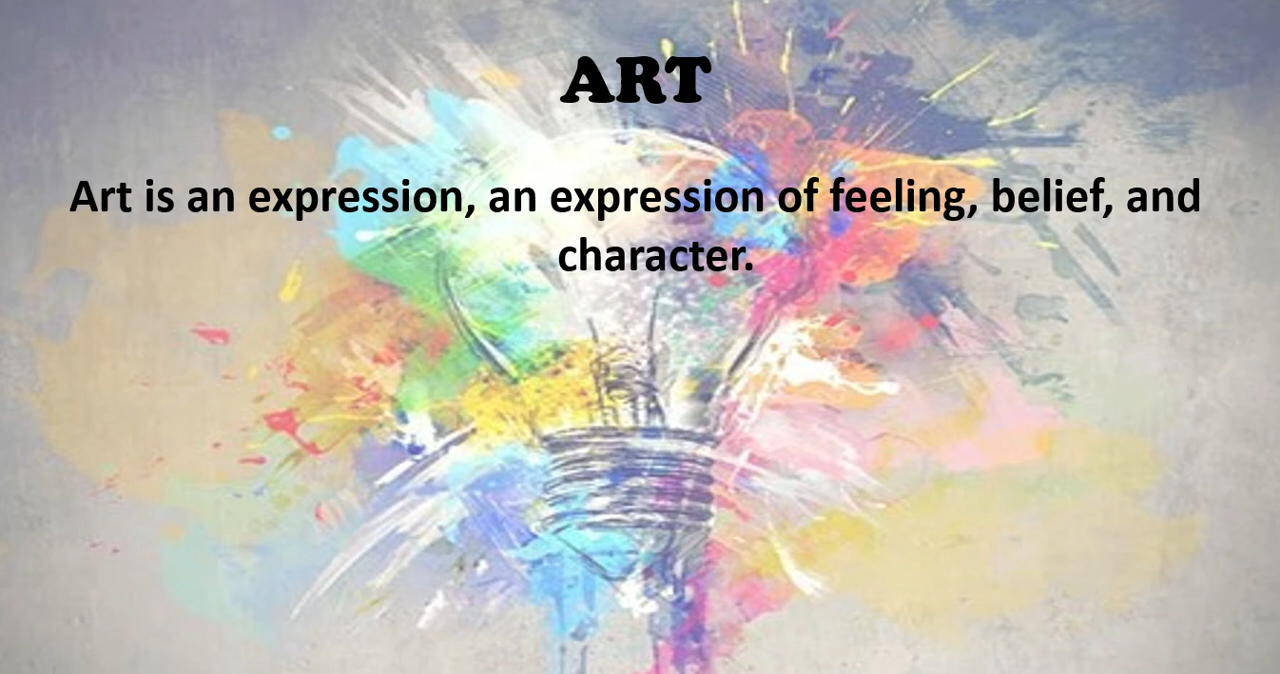 ART
Art is an expression, an expression of feeling, belief, and
character.